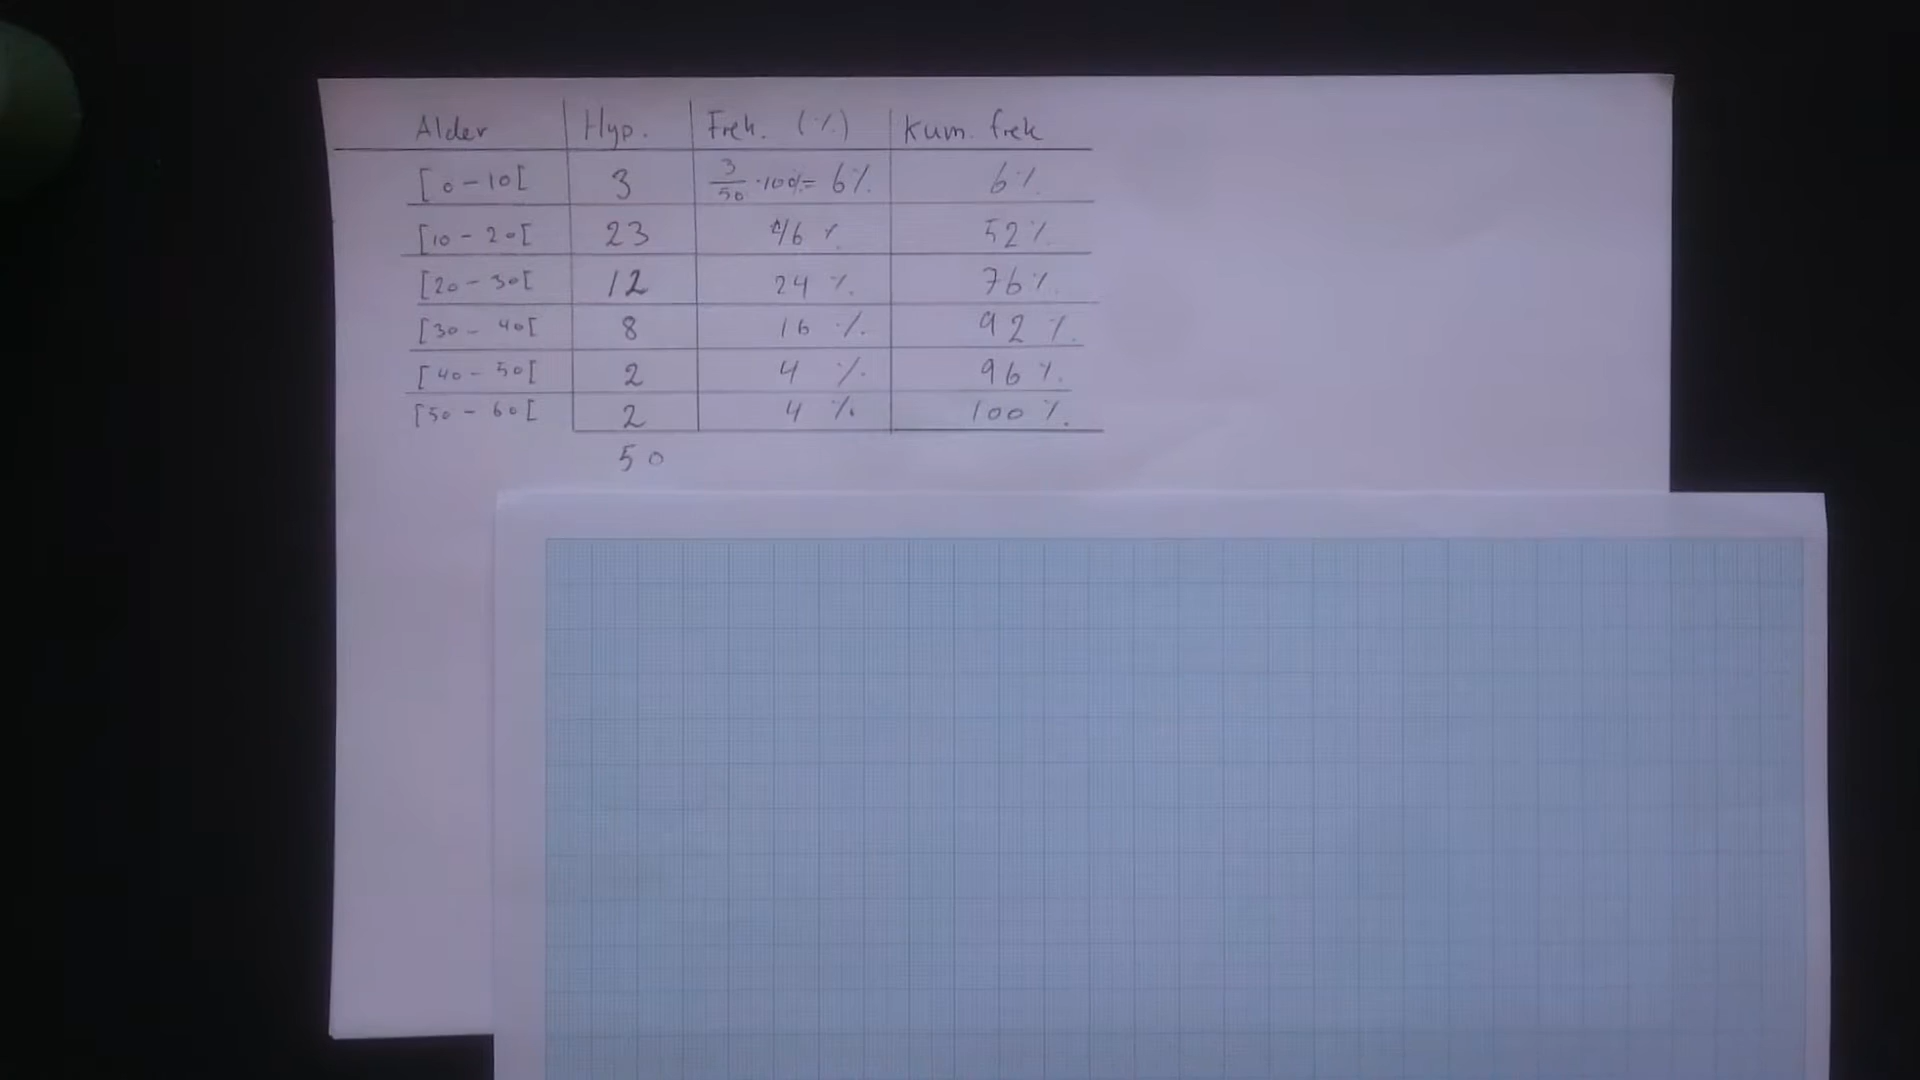 Alder Hyp. Frek. (%) Kum. frek
[0-10[ 3 3/50 ·100%= 6% 6%
[10-20[ 23 46 % 52%
[20-30[ 12 24 % 76%
[30-40[ 8 16 % 92 %
[40-50[ 2 4 % 96 %
[50-60[ 2 4 % 100 %
50